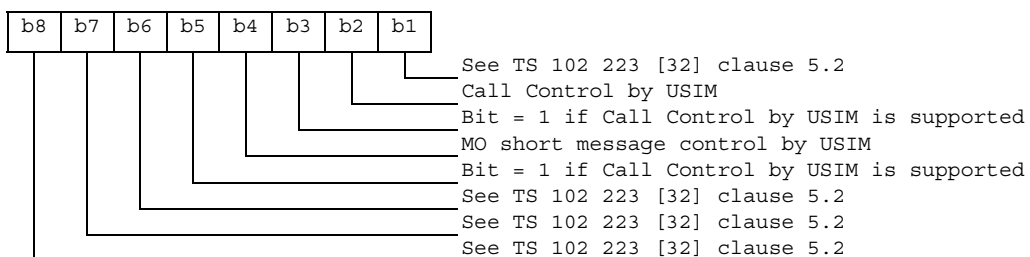 b8 b7 b6 b5 b4 b3 b2 b1
See TS 102 223 [32] clause 5.2
Call Control by USIM
Bit = 1 if Call Control by USIM is supported
MO short message control by USIM
Bit = 1 if Call Control by USIM is supported
See TS 102 223 [32] clause 5.2
See TS 102 223 [32] clause 5.2
See TS 102 223 [32] clause 5.2